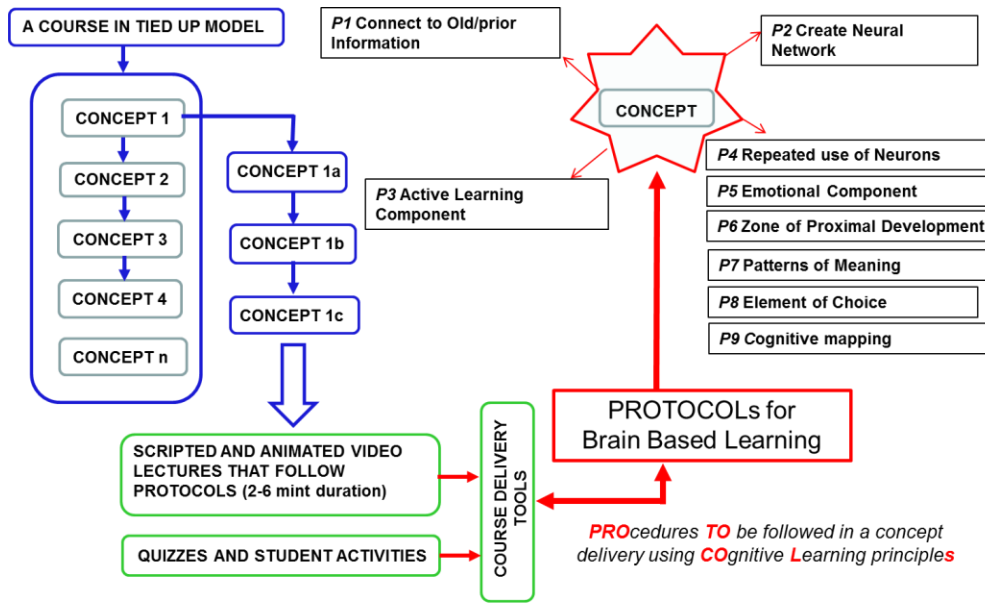 A COURSE IN TIED UP MODEL
CONCEPT 1
CONCEPT 2
CONCEPT 3
CONCEPT 4
CONCEPT n
CONCEPT 1a
CONCEPT 1b
CONCEPT 1c
P1 Connect to Old/prior
Information
P2 Create Neural
Network
CONCEPT
P3 Active Learning
Component
P4 Repeated use of Neurons
P5 Emotional Component
P6 Zone of Proximal Development
P7 Patterns of Meaning
P8 Element of Choice
P9 Cognitive mapping
SCRIPTED AND ANIMATED VIDEO
LECTURES THAT FOLLOW
PROTOCOLS (2-6 mint duration)
QUIZZES AND STUDENT ACTIVITIES
COURSE DELIVERY
TOOLS
PROTOCOLs for
Brain Based Learning
PROcedures TO be followed in a concept
delivery using COgnitive Learning principles